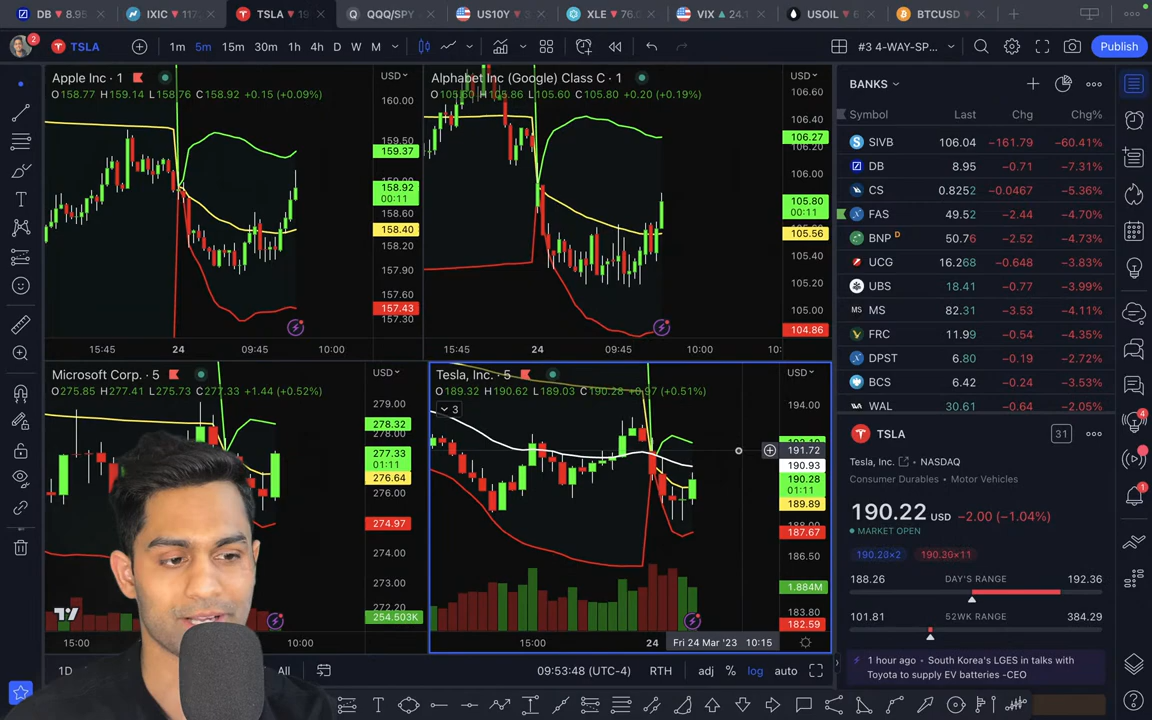 DB ▼ 8.95
IXIC ▼ 117
TSLA ▼ 19
QQQ/SPY
US10Y ▼ 3
XLE ▼ 76.0
VIX ▲ 24.1
USOIL ▼ 6
BTCUSD
2
TSLA
1m 5m 15m 30m 1h 4h D W M
#3 4-WAY-SP...
Publish
Apple Inc · 1
O158.77 H159.14 L158.76 C158.92 +0.15 (+0.09%)
USD
160.00
159.50
159.37
158.92
00:11
158.60
158.40
158.20
157.90
157.60
157.43
157.30
15:45 24 09:45 10:00
Alphabet Inc (Google) Class C · 1
O105.60 H105.86 L105.60 C105.80 +0.20 (+0.19%)
USD
106.60
106.40
106.27
106.20
106.00
105.80
00:11
105.56
105.40
105.20
105.00
104.86
15:45 24 09:45 10:00 10:
Microsoft Corp. · 5
O275.85 H277.41 L275.73 C277.33 +1.44 (+0.52%)
USD
279.00
278.32
278.00
277.33
01:11
276.64
276.00
274.97
274.00
273.00
272.20
254.503K
15:00 10:00
Tesla, Inc. · 5
O189.32 H190.62 L189.03 C190.28 +0.97 (+0.51%)
3
USD
194.00
191.72
190.93
190.28
01:11
189.89
187.67
186.50
1.884M
183.80
182.59
15:00 24 Fri 24 Mar '23 10:15
1D All
09:53:48 (UTC-4) RTH adj % log auto
BANKS
Symbol Last Chg Chg%
SIVB 106.04 −161.79 −60.41%
DB 8.95 −0.71 −7.31%
CS 0.8252 −0.0467 −5.36%
FAS 49.52 −2.44 −4.70%
BNP D 50.76 −2.52 −4.73%
UCG 16.268 −0.648 −3.83%
UBS 18.41 −0.77 −3.99%
MS MS 82.31 −3.53 −4.11%
FRC 11.99 −0.54 −4.35%
DPST 6.80 −0.19 −2.72%
BCS 6.42 −0.24 −3.53%
WAL 30.61 −0.64 −2.05%
TSLA
31
Tesla, Inc. • NASDAQ
Consumer Durables • Motor Vehicles
190.22 USD −2.00 (−1.04%)
MARKET OPEN
188.26 DAY'S RANGE 192.36
101.81 52WK RANGE 384.29
1 hour ago • South Korea's LGES in talks with
Toyota to supply EV batteries -CEO
4
1